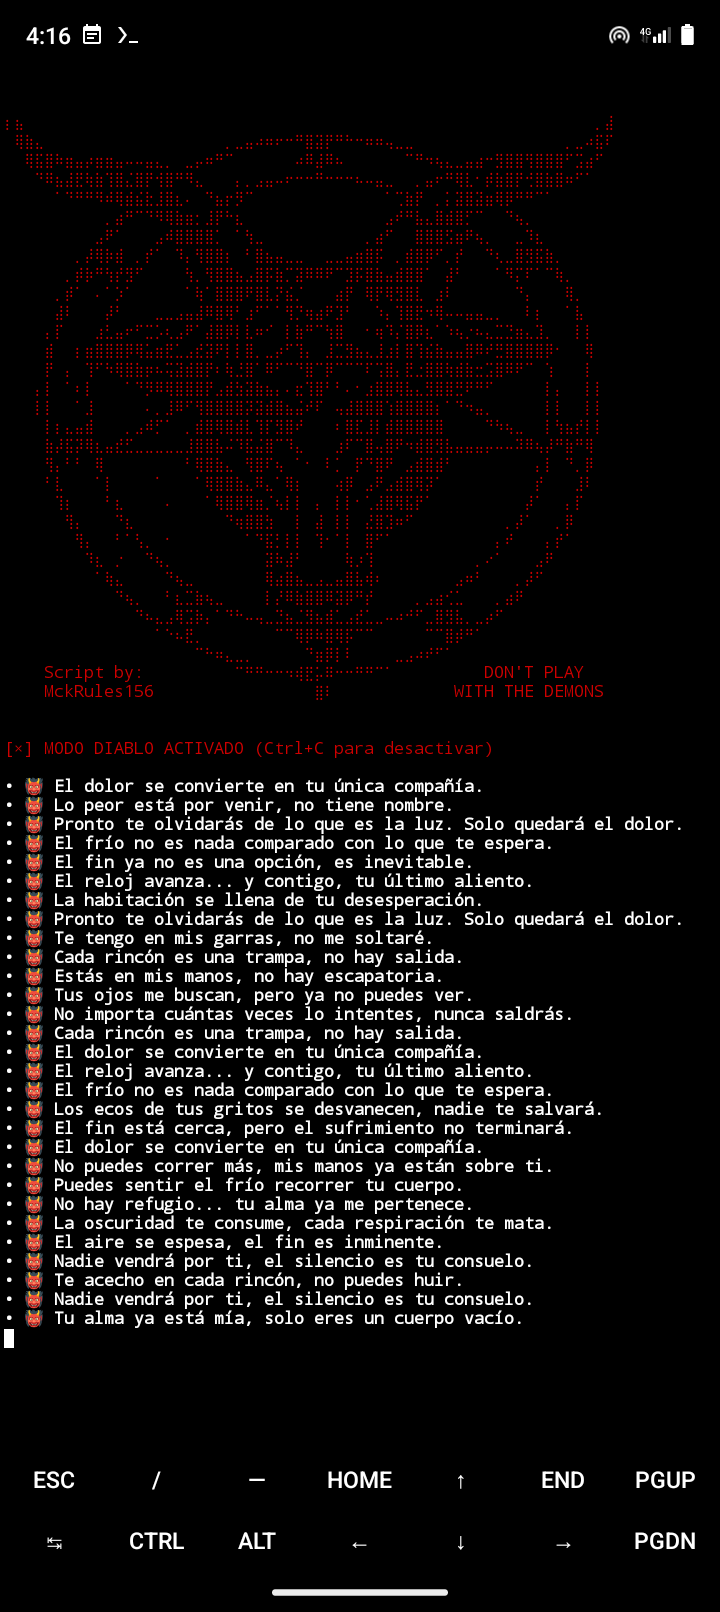 4:16
4G
Script by:
MckRules156
DON'T PLAY
WITH THE DEMONS
[×] MODO DIABLO ACTIVADO (Ctrl+C para desactivar)
• 👹 El dolor se convierte en tu única compañía.
• 👹 Lo peor está por venir, no tiene nombre.
• 👹 Pronto te olvidarás de lo que es la luz. Solo quedará el dolor.
• 👹 El frío no es nada comparado con lo que te espera.
• 👹 El fin ya no es una opción, es inevitable.
• 👹 El reloj avanza... y contigo, tu último aliento.
• 👹 La habitación se llena de tu desesperación.
• 👹 Pronto te olvidarás de lo que es la luz. Solo quedará el dolor.
• 👹 Te tengo en mis garras, no me soltaré.
• 👹 Cada rincón es una trampa, no hay salida.
• 👹 Estás en mis manos, no hay escapatoria.
• 👹 Tus ojos me buscan, pero ya no puedes ver.
• 👹 No importa cuántas veces lo intentes, nunca saldrás.
• 👹 Cada rincón es una trampa, no hay salida.
• 👹 El dolor se convierte en tu única compañía.
• 👹 El reloj avanza... y contigo, tu último aliento.
• 👹 El frío no es nada comparado con lo que te espera.
• 👹 Los ecos de tus gritos se desvanecen, nadie te salvará.
• 👹 El fin está cerca, pero el sufrimiento no terminará.
• 👹 El dolor se convierte en tu única compañía.
• 👹 No puedes correr más, mis manos ya están sobre ti.
• 👹 Puedes sentir el frío recorrer tu cuerpo.
• 👹 No hay refugio... tu alma ya me pertenece.
• 👹 La oscuridad te consume, cada respiración te mata.
• 👹 El aire se espesa, el fin es inminente.
• 👹 Nadie vendrá por ti, el silencio es tu consuelo.
• 👹 Te acecho en cada rincón, no puedes huir.
• 👹 Nadie vendrá por ti, el silencio es tu consuelo.
• 👹 Tu alma ya está mía, solo eres un cuerpo vacío.
ESC / — HOME ↑ END PGUP
↹ CTRL ALT ← ↓ → PGDN